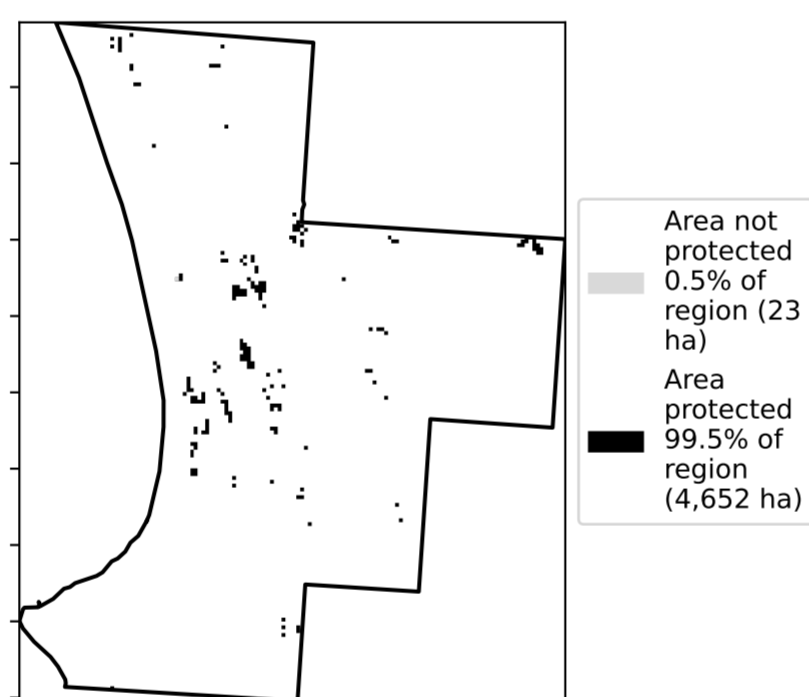 Area not
protected
0.5% of
region (23
ha)
Area
protected
99.5% of
region
(4,652 ha)